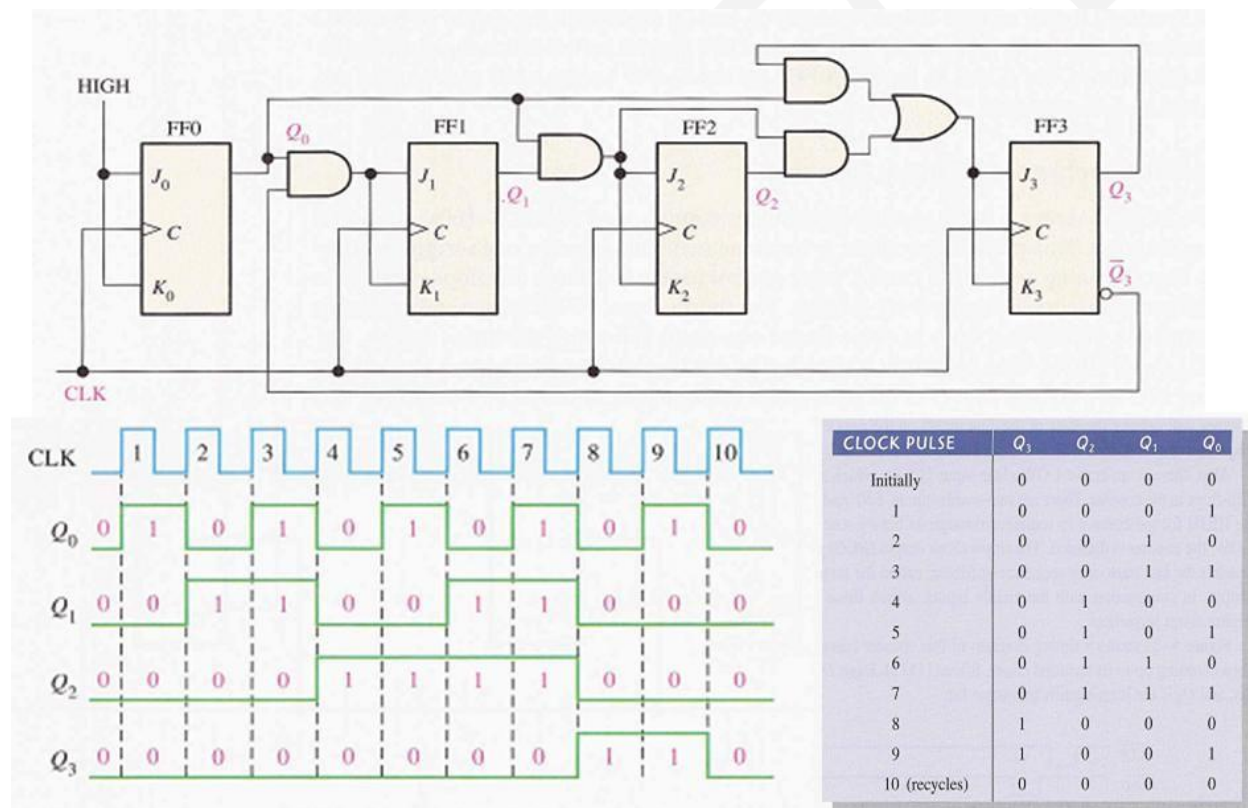 HIGH
FF0 FF1 FF2 FF3
Q0
J0 J1 J2 J3
Q1 Q2 Q3
C C C C
Q̅3
K0 K1 K2 K3
CLK
CLK 1 2 3 4 5 6 7 8 9 10
Q0 0 1 0 1 0 1 0 1 0 1 0
Q1 0 0 1 1 0 0 1 1 0 0 0
Q2 0 0 0 0 1 1 1 1 0 0 0
Q3 0 0 0 0 0 0 0 0 1 1 0
CLOCK PULSE Q3 Q2 Q1 Q0
Initially 0 0 0 0
1 0 0 0 1
2 0 0 1 0
3 0 0 1 1
4 0 1 0 0
5 0 1 0 1
6 0 1 1 0
7 0 1 1 1
8 1 0 0 0
9 1 0 0 1
10 (recycles) 0 0 0 0